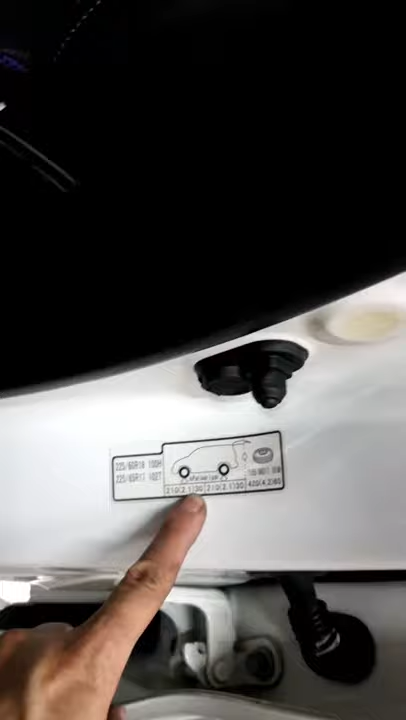 225/60R18 100H
225/65R17 102T
210(2.1)30 210(2.1)30
420(4.2)60